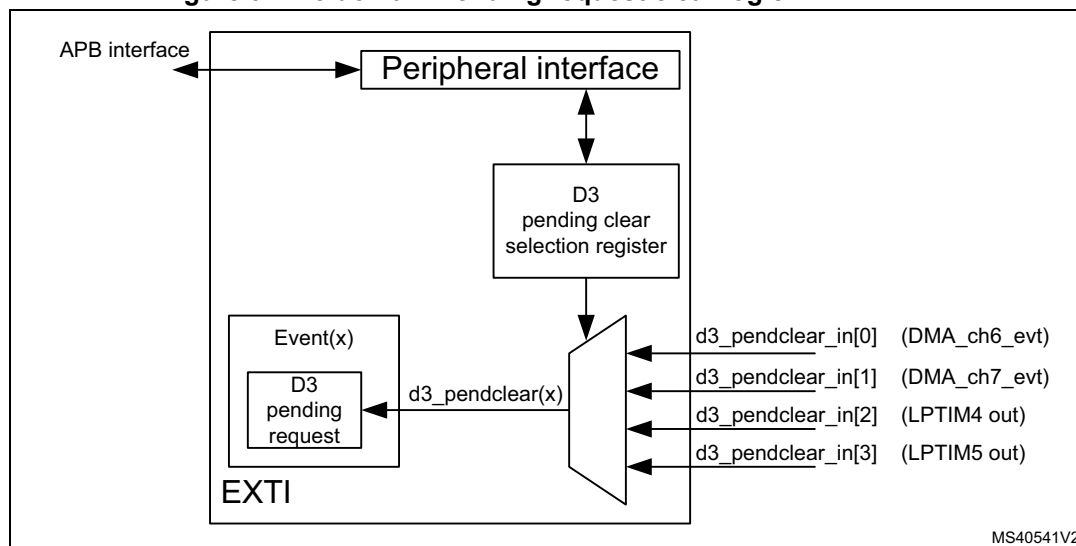 APB interface
Peripheral interface
D3
pending clear
selection register
Event(x)
D3
pending
request
d3_pendclear(x)
d3_pendclear_in[0] (DMA_ch6_evt)
d3_pendclear_in[1] (DMA_ch7_evt)
d3_pendclear_in[2] (LPTIM4 out)
d3_pendclear_in[3] (LPTIM5 out)
EXTI
MS40541V2